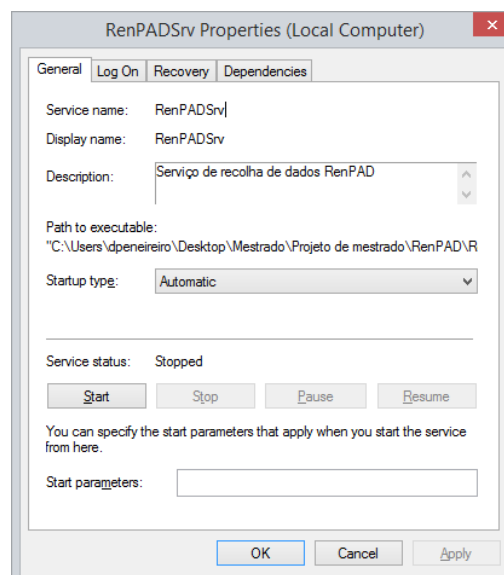 RenPADSrv Properties (Local Computer)
General Log On Recovery Dependencies
Service name: RenPADSrv
Display name: RenPADSrv
Description: Serviço de recolha de dados RenPAD
Path to executable:
"C:\Users\dpeneireiro\Desktop\Mestrado\Projeto de mestrado\RenPAD\R
Startup type: Automatic
Service status: Stopped
Start Stop Pause Resume
You can specify the start parameters that apply when you start the service
from here.
Start parameters:
OK Cancel Apply